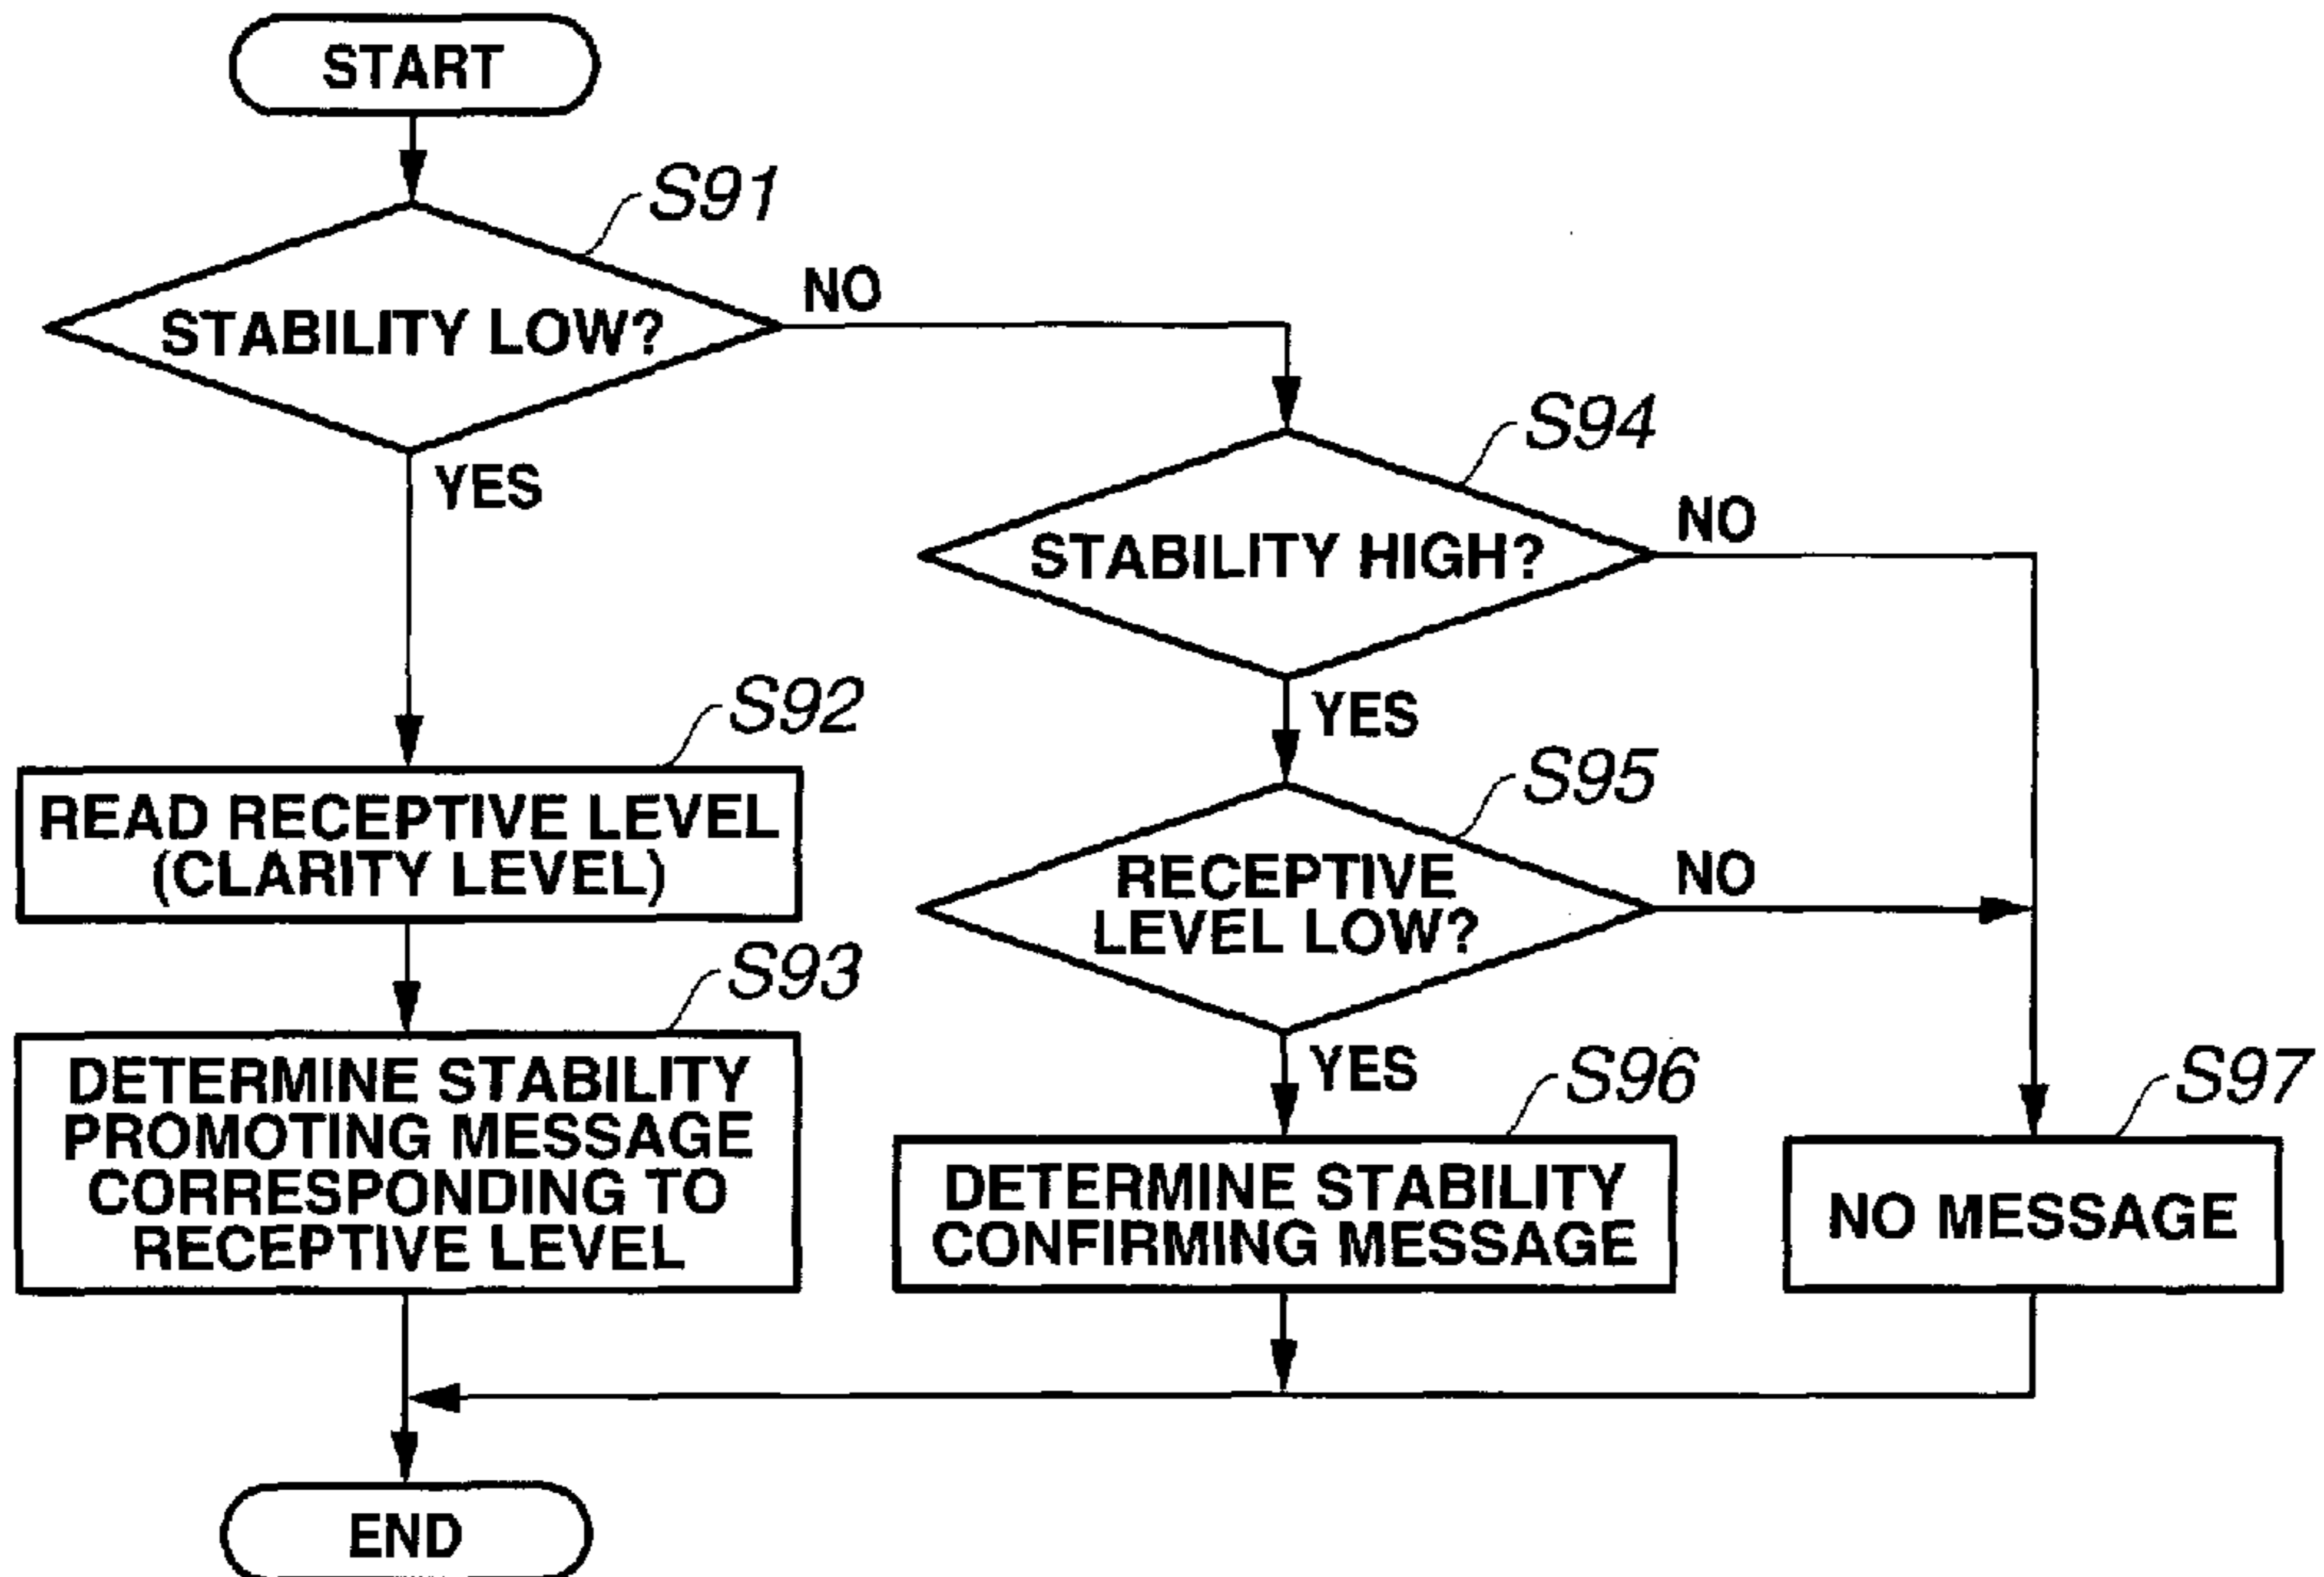 START
S91
STABILITY LOW?
NO
YES
S94
STABILITY HIGH?
NO
YES
S92
READ RECEPTIVE LEVEL
(CLARITY LEVEL)
S95
RECEPTIVE
LEVEL LOW?
NO
YES
S93
DETERMINE STABILITY
PROMOTING MESSAGE
CORRESPONDING TO
RECEPTIVE LEVEL
S96
DETERMINE STABILITY
CONFIRMING MESSAGE
S97
NO MESSAGE
END